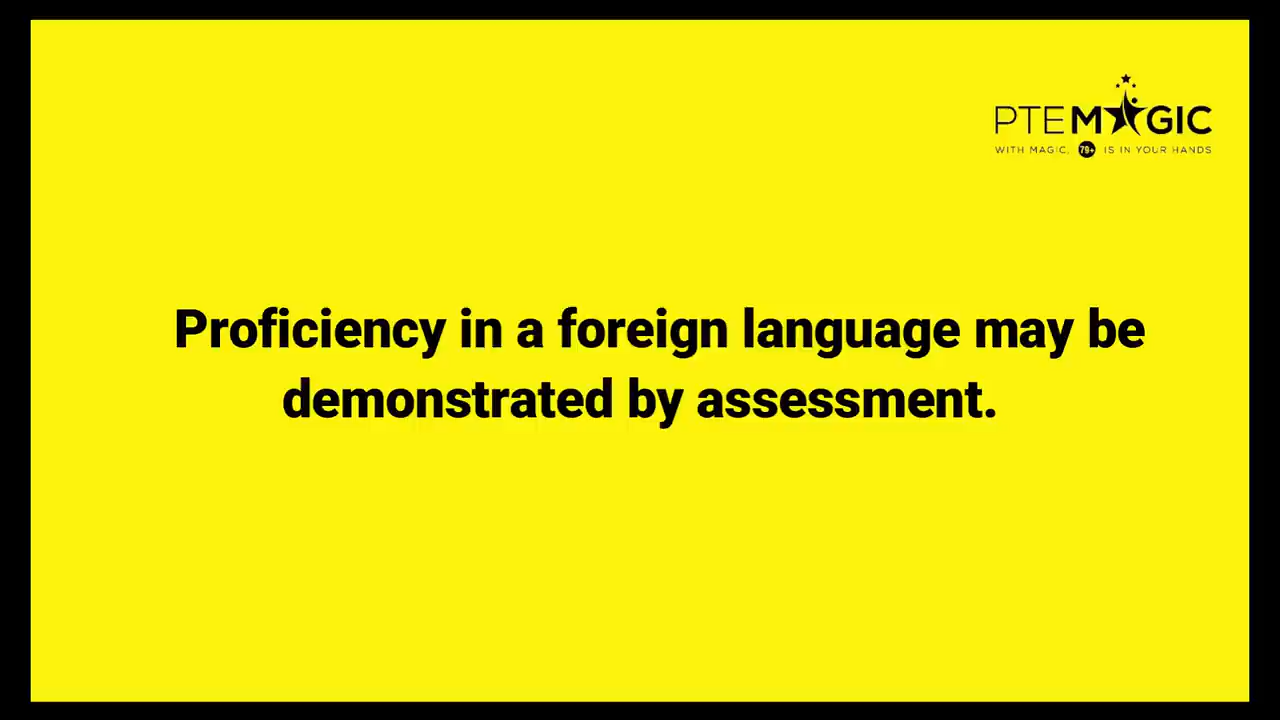 PTEMAGIC
WITH MAGIC, 79+ IS IN YOUR HANDS
Proficiency in a foreign language may be
demonstrated by assessment.